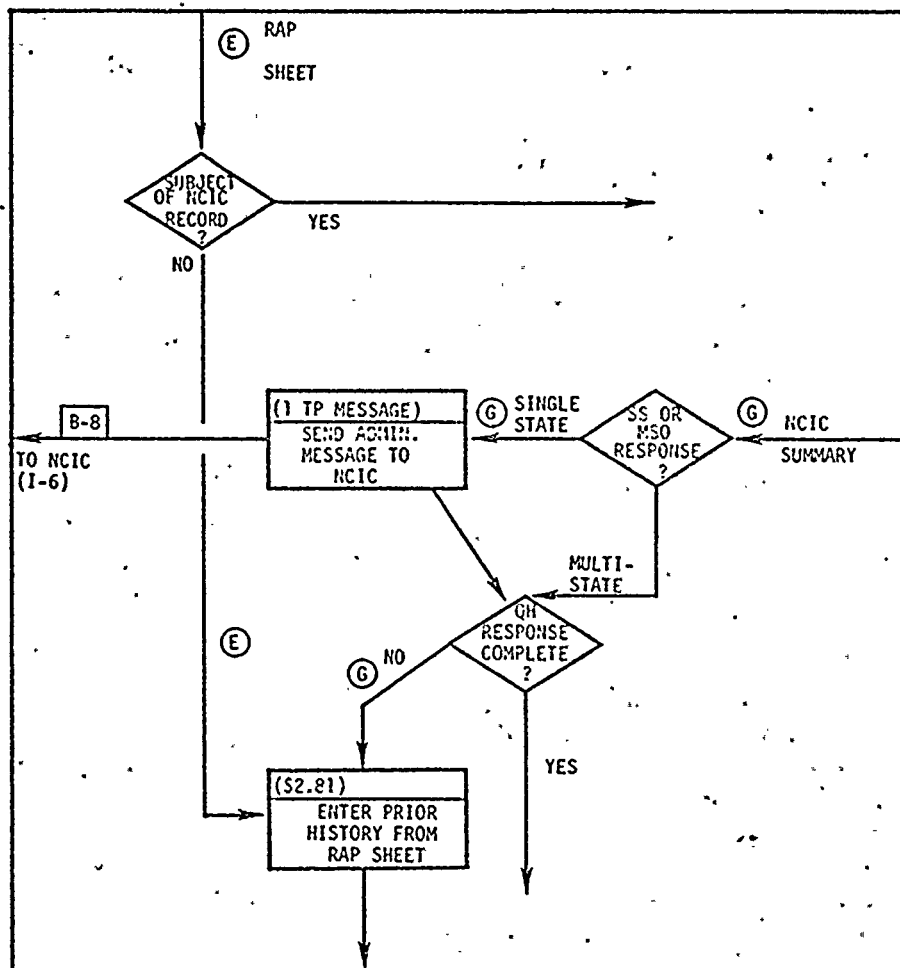 (E) RAP
SHEET
SUBJECT
OF NCIC
RECORD
?
YES
NO
B-8
TO NCIC
(I-6)
(1 TP MESSAGE)
SEND ADMIN.
MESSAGE TO
NCIC
(G) SINGLE
STATE
SS OR
MSO
RESPONSE
?
(G) NCIC
SUMMARY
MULTI-
STATE
QH
RESPONSE
COMPLETE
?
(E)
(G) NO
YES
($2.81)
ENTER PRIOR
HISTORY FROM
RAP SHEET